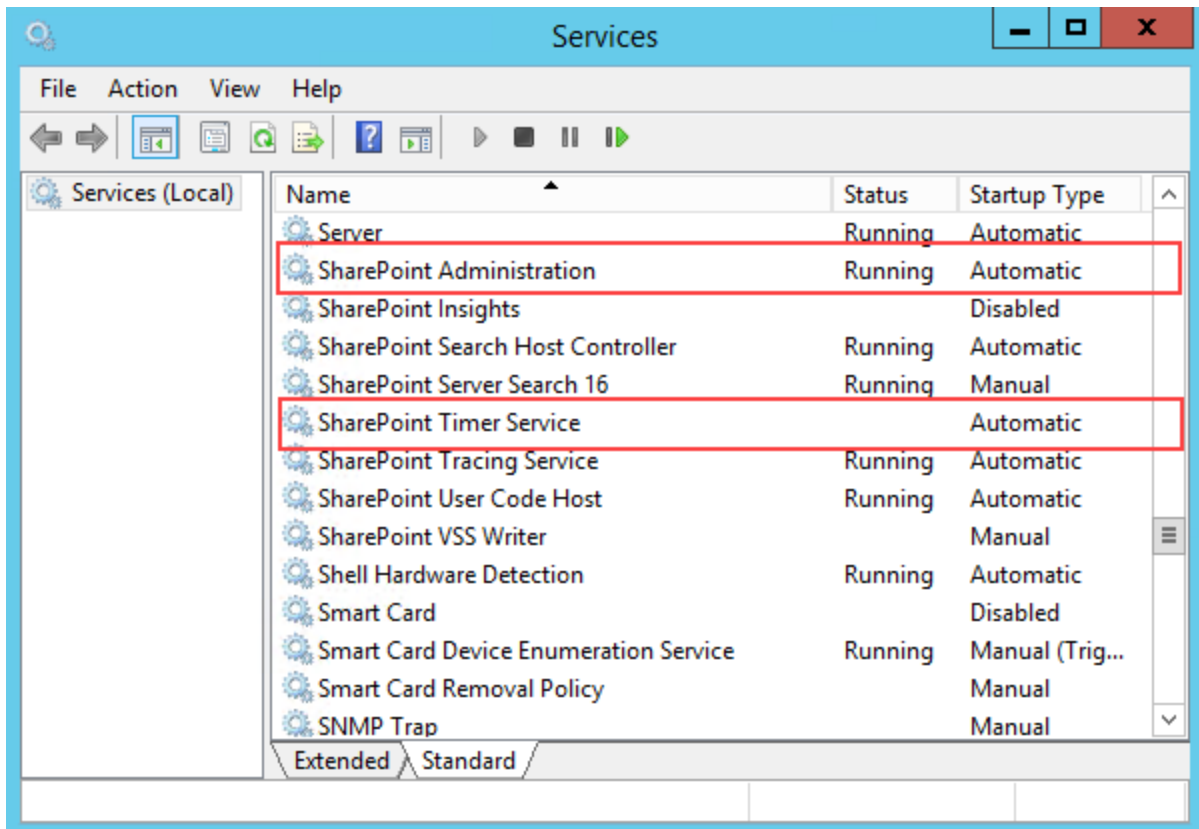 Services
File Action View Help
Services (Local)
Name Status Startup Type
Server Running Automatic
SharePoint Administration Running Automatic
SharePoint Insights Disabled
SharePoint Search Host Controller Running Automatic
SharePoint Server Search 16 Running Manual
SharePoint Timer Service Automatic
SharePoint Tracing Service Running Automatic
SharePoint User Code Host Running Automatic
SharePoint VSS Writer Manual
Shell Hardware Detection Running Automatic
Smart Card Disabled
Smart Card Device Enumeration Service Running Manual (Trig...
Smart Card Removal Policy Manual
SNMP Trap Manual
Extended Standard